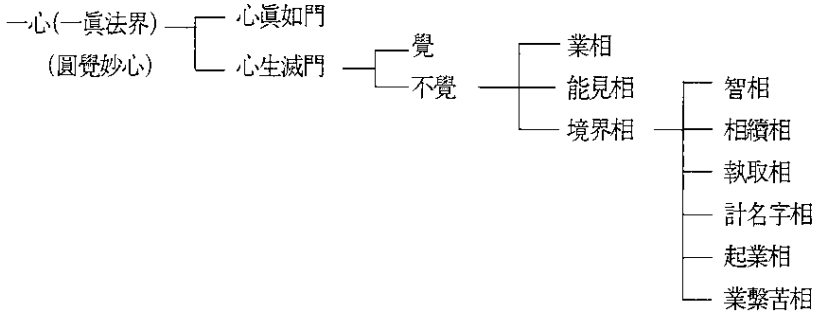 一心(一眞法界)
(圓覺妙心)
心眞如門
心生滅門
覺
不覺
業相
能見相
境界相
智相
相續相
執取相
計名字相
起業相
業繫苦相